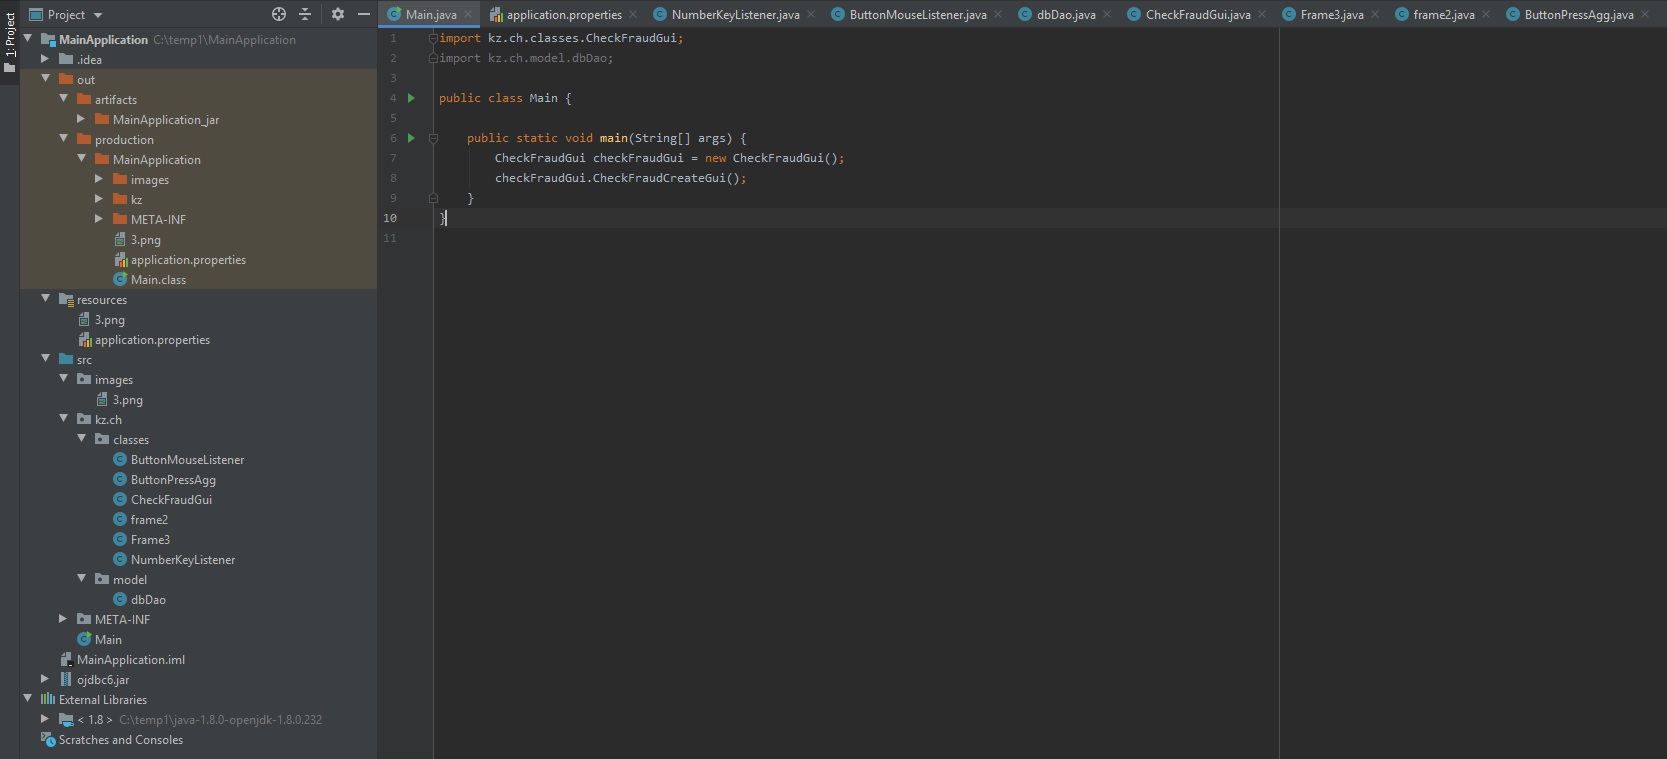 1: Project
Project
MainApplication C:\temp1\MainApplication
.idea
out
artifacts
MainApplication_jar
production
MainApplication
images
kz
META-INF
3.png
application.properties
Main.class
resources
3.png
application.properties
src
images
3.png
kz.ch
classes
ButtonMouseListener
ButtonPressAgg
CheckFraudGui
frame2
Frame3
NumberKeyListener
model
dbDao
META-INF
Main
MainApplication.iml
ojdbc6.jar
External Libraries
< 1.8 > C:\temp1\java-1.8.0-openjdk-1.8.0.232
Scratches and Consoles
Main.java application.properties NumberKeyListener.java ButtonMouseListener.java dbDao.java CheckFraudGui.java Frame3.java frame2.java ButtonPressAgg.java
1 import kz.ch.classes.CheckFraudGui;
2 import kz.ch.model.dbDao;
3
4 public class Main {
5
6 public static void main(String[] args) {
7 CheckFraudGui checkFraudGui = new CheckFraudGui();
8 checkFraudGui.CheckFraudCreateGui();
9 }
10 }
11